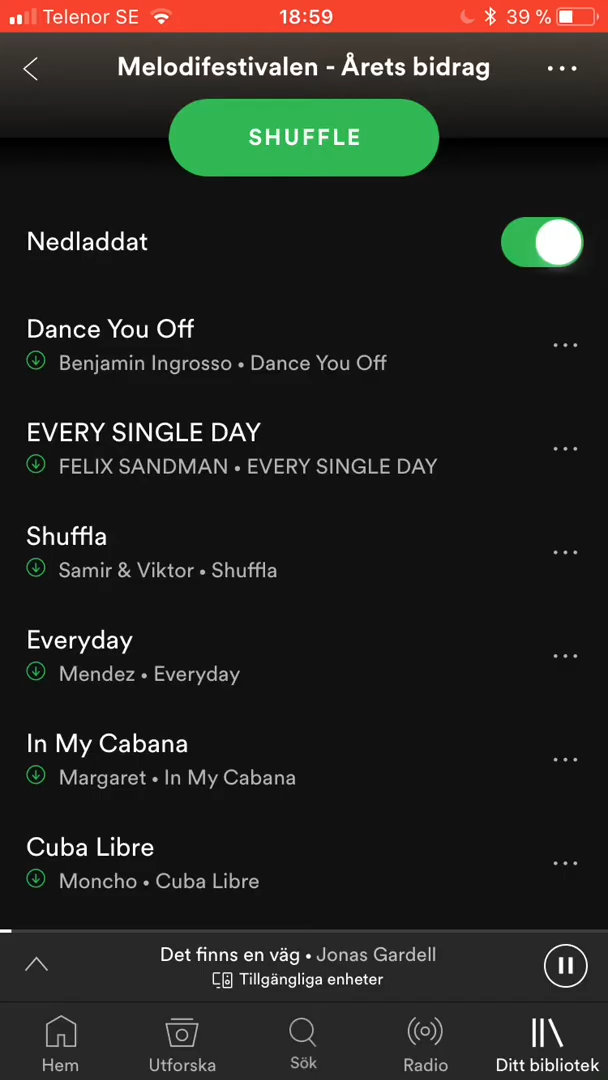 Telenor SE 18:59 39 %
Melodifestivalen - Årets bidrag
SHUFFLE
Nedladdat
Dance You Off
Benjamin Ingrosso • Dance You Off
EVERY SINGLE DAY
FELIX SANDMAN • EVERY SINGLE DAY
Shuffla
Samir & Viktor • Shuffla
Everyday
Mendez • Everyday
In My Cabana
Margaret • In My Cabana
Cuba Libre
Moncho • Cuba Libre
Det finns en väg • Jonas Gardell
Tillgängliga enheter
Hem Utforska Sök Radio Ditt bibliotek